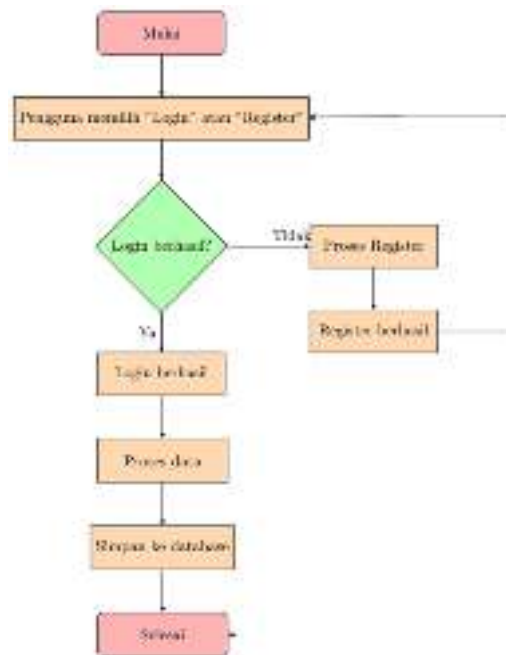 Mulai
Pengguna memilih "Login" atau "Register"
Login berhasil?
Tidak
Proses Register
Ya
Registre berhasil
Login berhasil
Proses data
Simpan ke database
Selesai